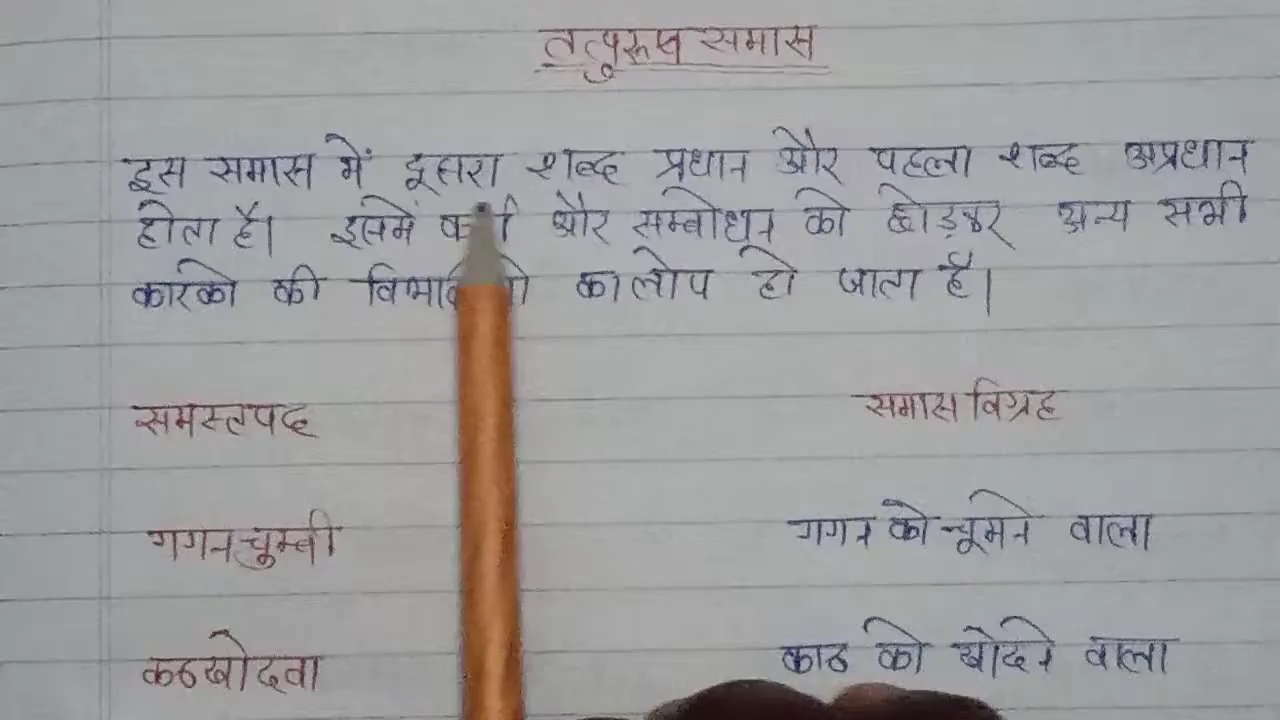 तत्पुरूष समास
इस समास में दूसरा शब्द प्रधान और पहला शब्द अप्रधान
होता है। इसमें और सम्बोधन को छोड़कर अन्य सभी
कारको की का लोप हो जाता है।
समस्तपद समास विग्रह
गगनचुम्बी गगन को चूमने वाला
कठखोदवा काठ को खोदने वाला